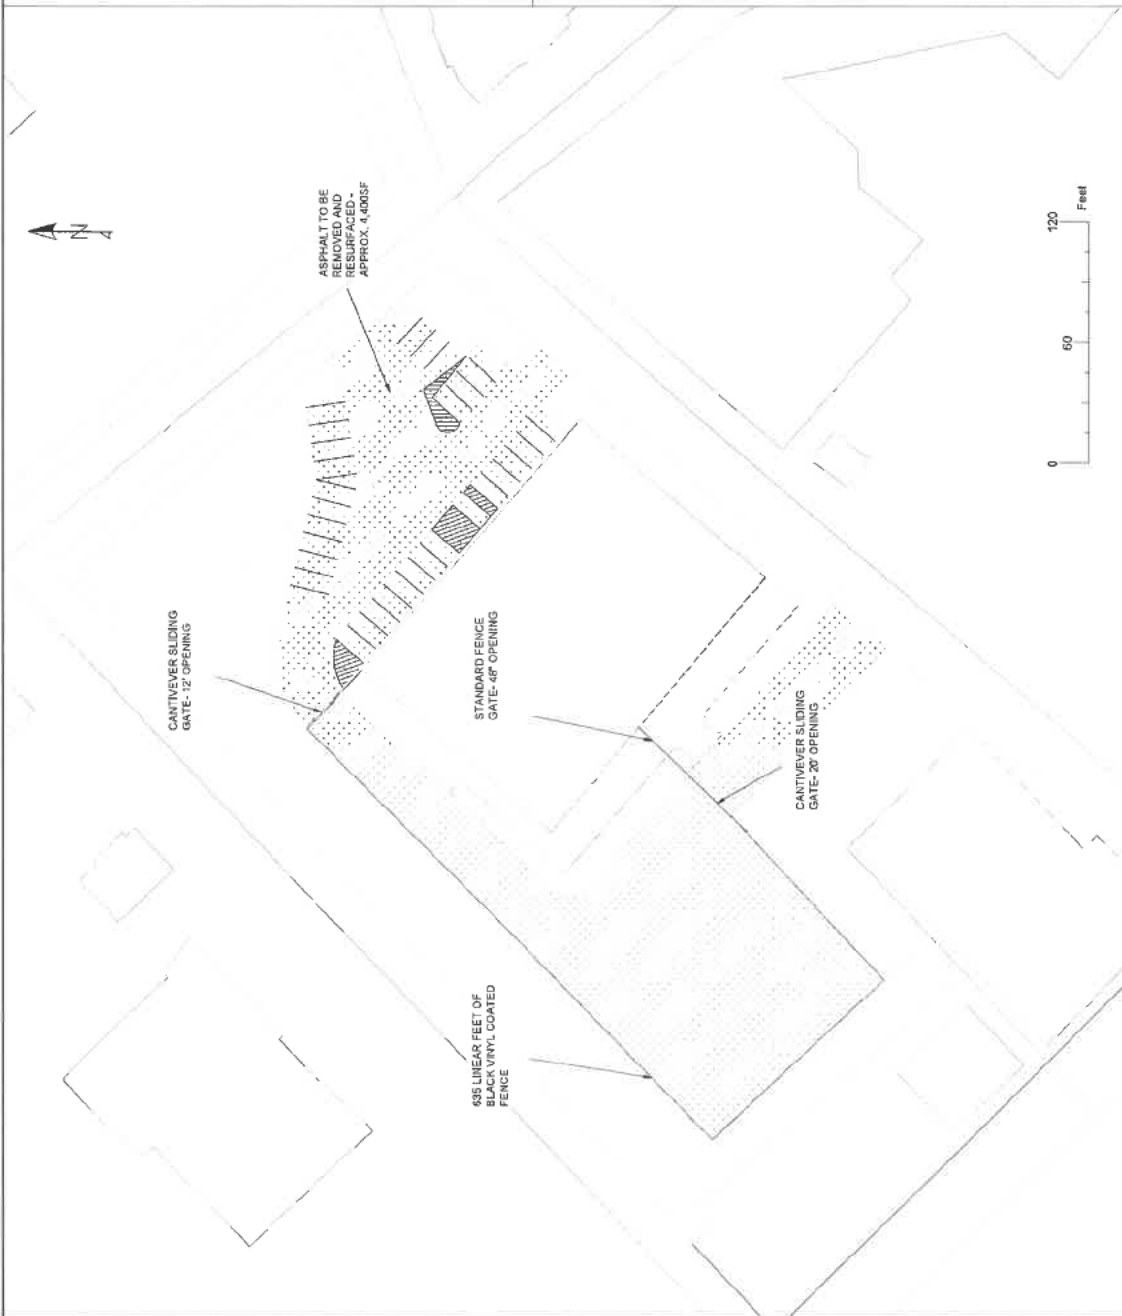 N
ASPHALT TO BE
REMOVED AND
RESURFACED -
APPROX. 4,400SF
CANTIVEVER SLIDING
GATE- 12' OPENING
STANDARD FENCE
GATE- 48" OPENING
CANTIVEVER SLIDING
GATE- 20' OPENING
635 LINEAR FEET OF
BLACK VINYL COATED
FENCE
0
60
120
Feet